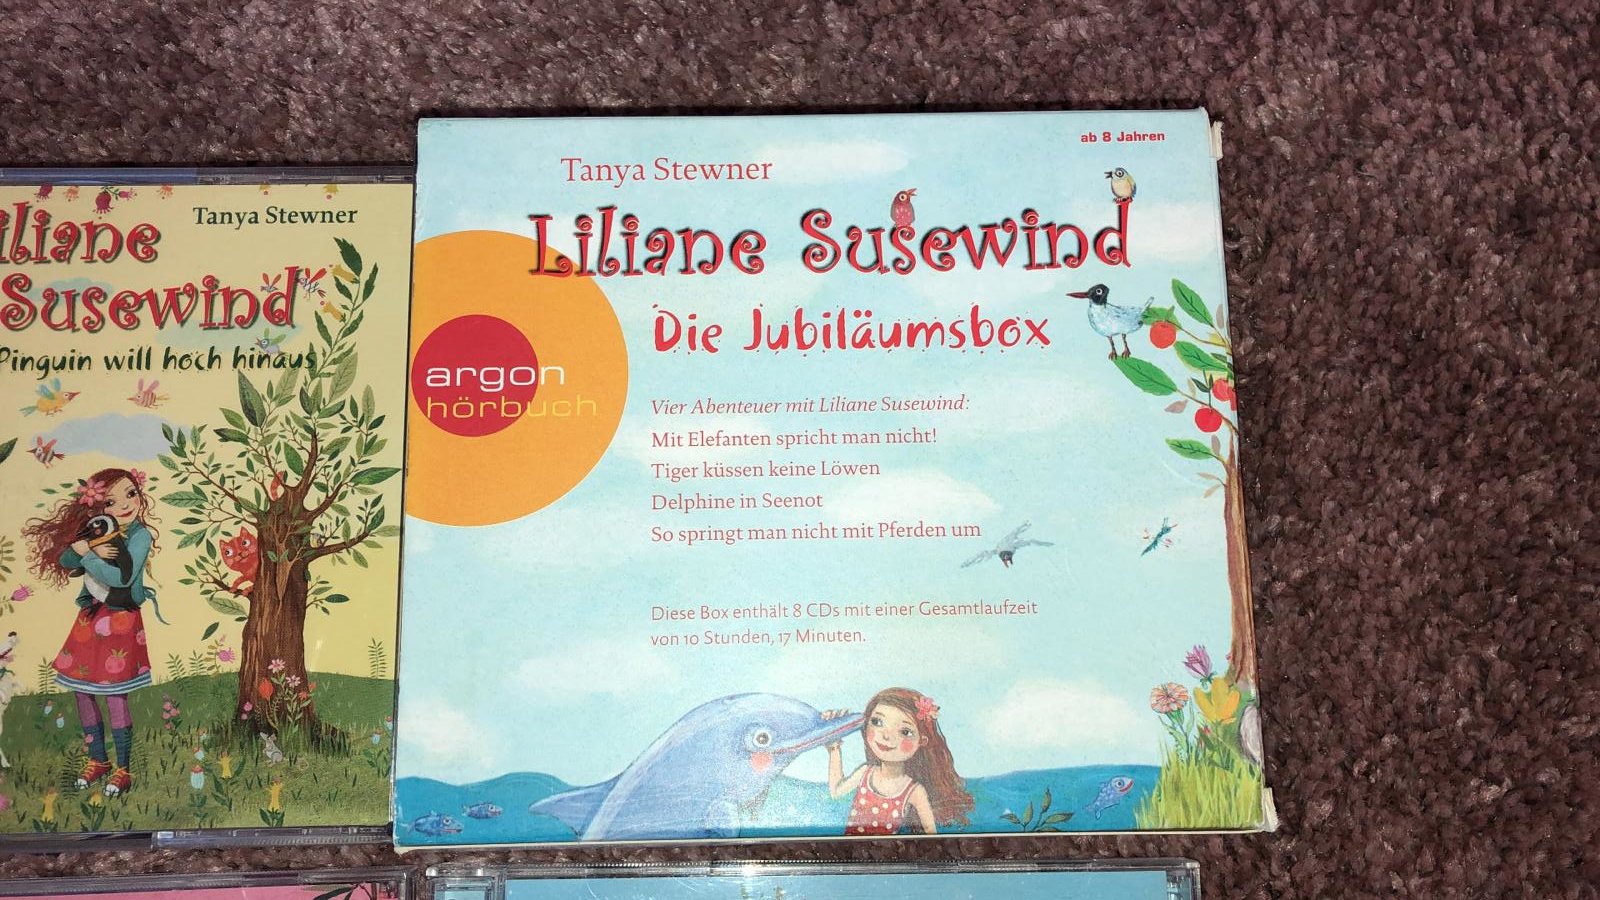 Tanya Stewner
iliane
Susewind
Pinguin will hoch hinaus
ab 8 Jahren
Tanya Stewner
Liliane Susewind
Die Jubiläumsbox
argon
hörbuch
Vier Abenteuer mit Liliane Susewind:
Mit Elefanten spricht man nicht!
Tiger küssen keine Löwen
Delphine in Seenot
So springt man nicht mit Pferden um
Diese Box enthält 8 CDs mit einer Gesamtlaufzeit
von 10 Stunden, 17 Minuten.